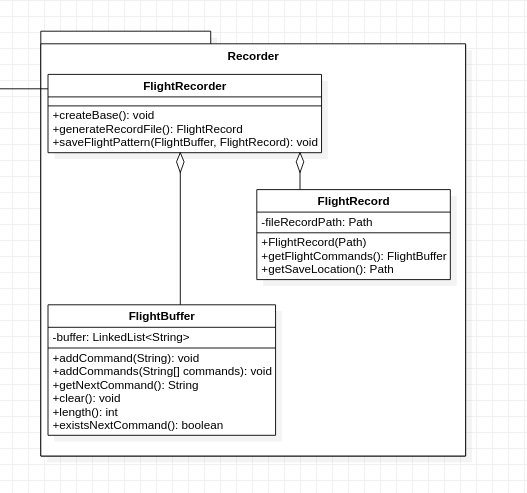 Recorder
FlightRecorder
+createBase(): void
+generateRecordFile(): FlightRecord
+saveFlightPattern(FlightBuffer, FlightRecord): void
FlightRecord
-fileRecordPath: Path
+FlightRecord(Path)
+getFlightCommands(): FlightBuffer
+getSaveLocation(): Path
FlightBuffer
-buffer: LinkedList<String>
+addCommand(String): void
+addCommands(String[] commands): void
+getNextCommand(): String
+clear(): void
+length(): int
+existsNextCommand(): boolean